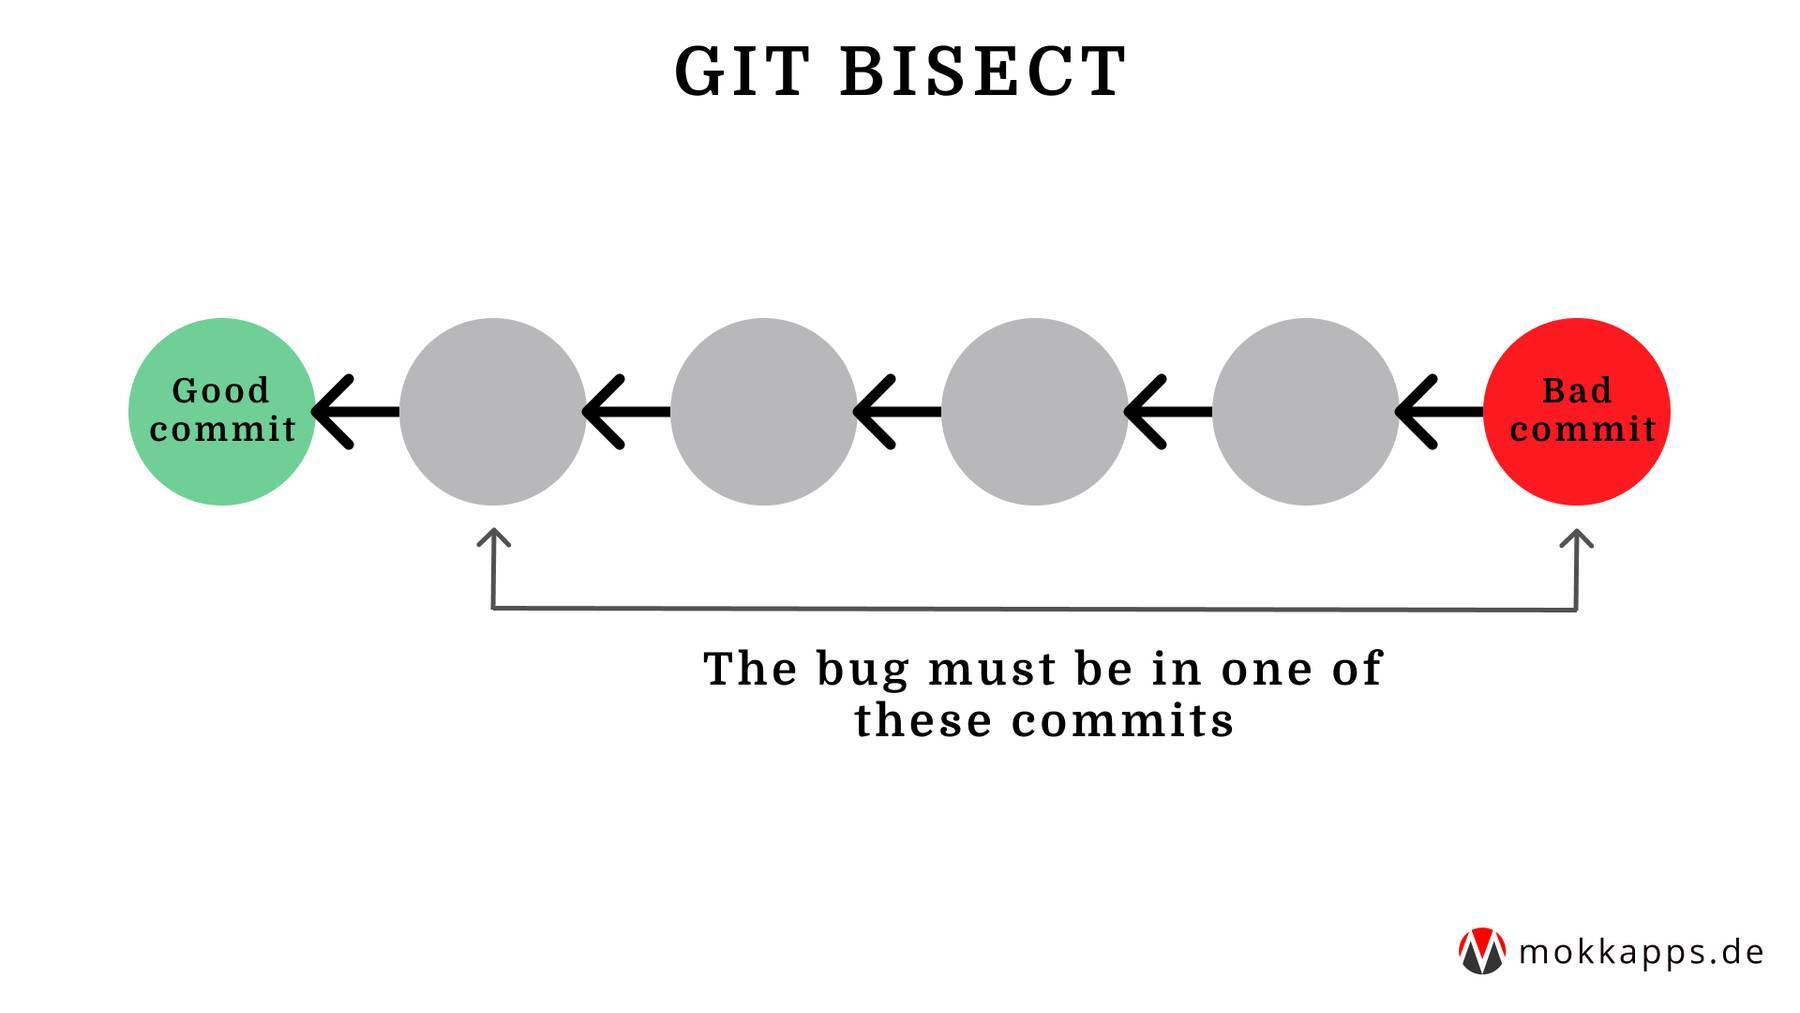 GIT BISECT
Good
commit
Bad
commit
The bug must be in one of
these commits
mokkapps.de